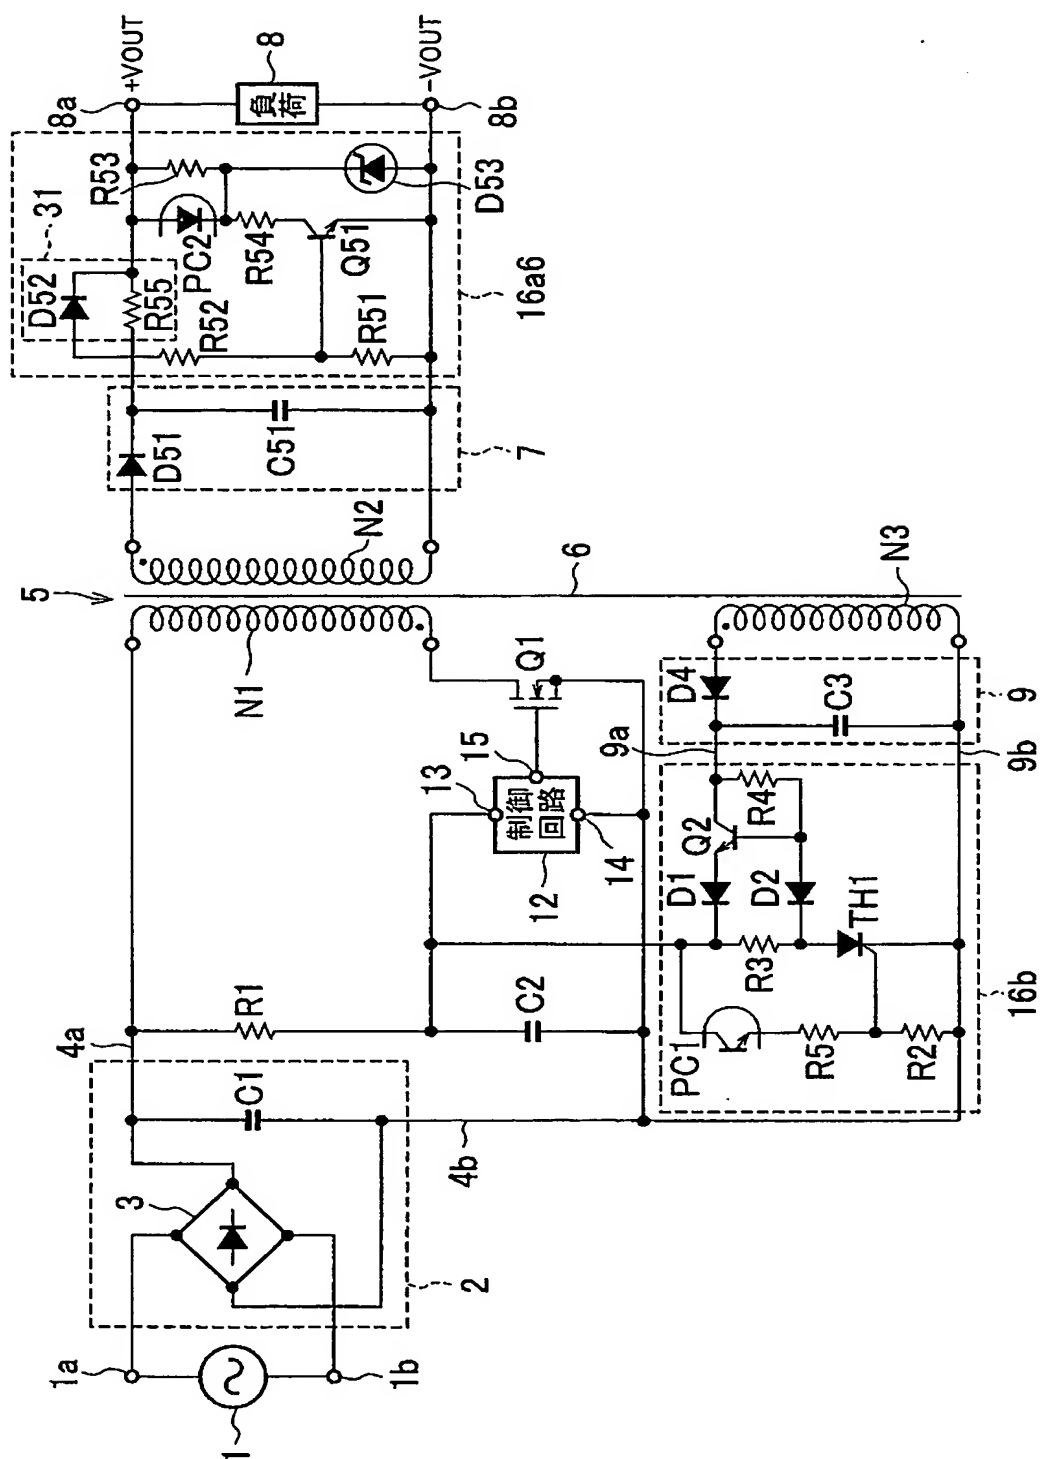 1
1a
1b
2
3
C1
4a
4b
R1
C2
5
N1
N2
6
N3
Q1
12
制御
回路
13
14
15
D51
C51
7
D52
R55
31
R52
R51
PC2
R54
Q51
R53
D53
16a6
8
負荷
8a
8b
+VOUT
-VOUT
D4
C3
9
9a
9b
Q2
R4
D1
D2
R3
TH1
PC1
R5
R2
16b